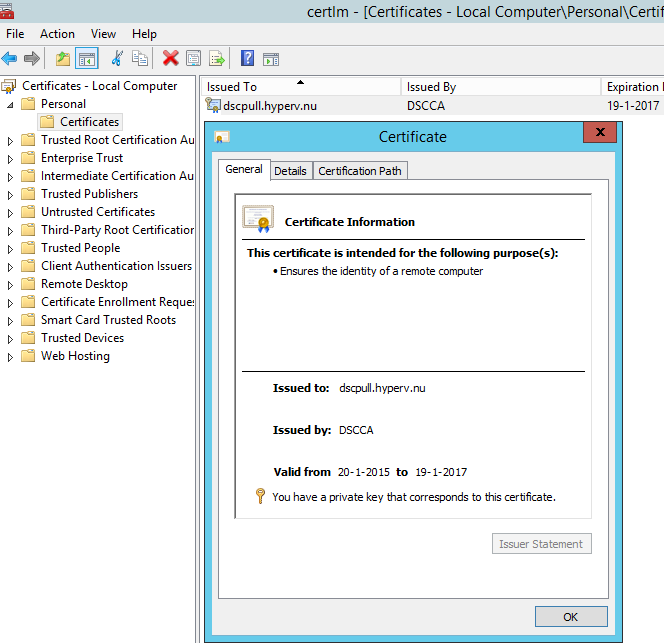 certlm - [Certificates - Local Computer\Personal\Certif
File Action View Help
Certificates - Local Computer
Personal
Certificates
Trusted Root Certification Au
Enterprise Trust
Intermediate Certification Au
Trusted Publishers
Untrusted Certificates
Third-Party Root Certification
Trusted People
Client Authentication Issuers
Remote Desktop
Certificate Enrollment Reques
Smart Card Trusted Roots
Trusted Devices
Web Hosting
Issued To Issued By Expiration
dscpull.hyperv.nu DSCCA 19-1-2017
Certificate
x
General Details Certification Path
Certificate Information
This certificate is intended for the following purpose(s):
• Ensures the identity of a remote computer
Issued to: dscpull.hyperv.nu
Issued by: DSCCA
Valid from 20-1-2015 to 19-1-2017
You have a private key that corresponds to this certificate.
Issuer Statement
OK